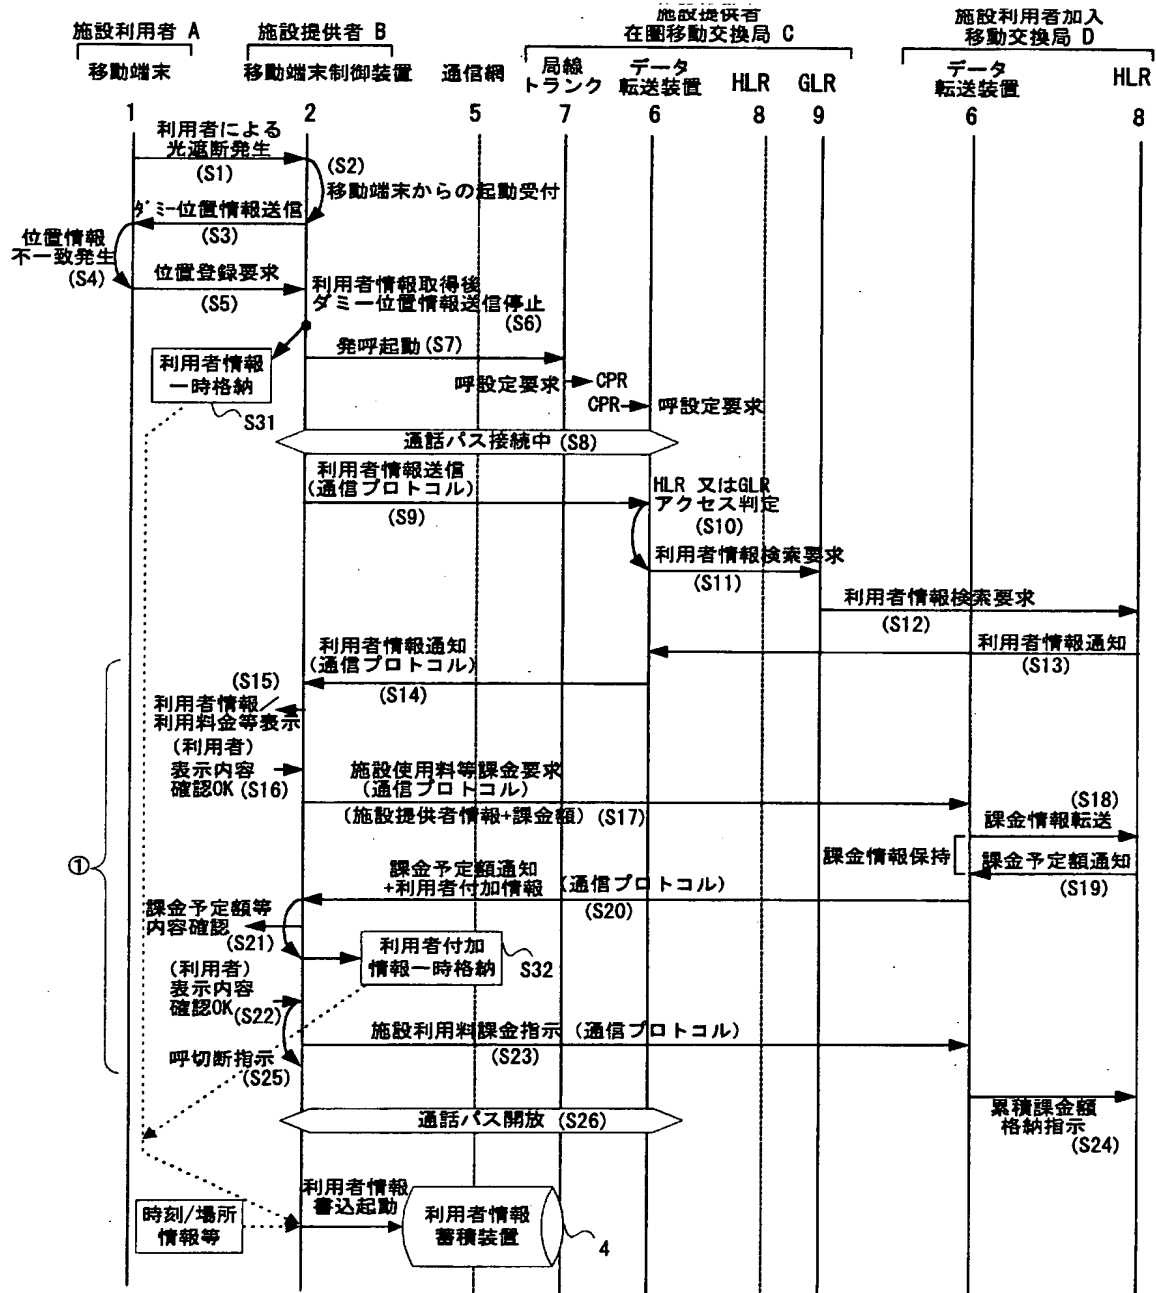 施設利用者 A
施設提供者 B
施設提供者
在圏移動交換局 C
施設利用者加入
移動交換局 D
移動端末
移動端末制御装置
通信網
局線
トランク
データ
転送装置
HLR
GLR
データ
転送装置
HLR
1
2
5
7
6
8
9
6
8
利用者による
光遮断発生
(S1)
(S2)
移動端末からの起動受付
ダミー位置情報送信
(S3)
位置情報
不一致発生
(S4)
位置登録要求
(S5)
利用者情報取得後
ダミー位置情報送信停止
(S6)
利用者情報
一時格納
S31
発呼起動(S7)
呼設定要求
CPR
CPR
呼設定要求
通話パス接続中 (S8)
利用者情報送信
(通信プロトコル)
(S9)
HLR 又はGLR
アクセス判定
(S10)
利用者情報検索要求
(S11)
利用者情報検索要求
(S12)
利用者情報通知
(S13)
利用者情報通知
(通信プロトコル)
(S14)
(S15)
利用者情報／
利用料金等表示
(利用者)
表示内容
確認OK (S16)
施設使用料等課金要求
(通信プロトコル)
(施設提供者情報+課金額) (S17)
(S18)
課金情報転送
課金情報保持
課金予定額通知
(S19)
①
課金予定額通知
+利用者付加情報 (通信プロトコル)
(S20)
課金予定額等
内容確認
(S21)
利用者付加
情報一時格納
S32
(利用者)
表示内容
確認OK (S22)
施設利用料課金指示 (通信プロトコル)
(S23)
呼切断指示
(S25)
累積課金額
格納指示
(S24)
通話パス開放 (S26)
利用者情報
書込起動
時刻/場所
情報等
利用者情報
蓄積装置
4